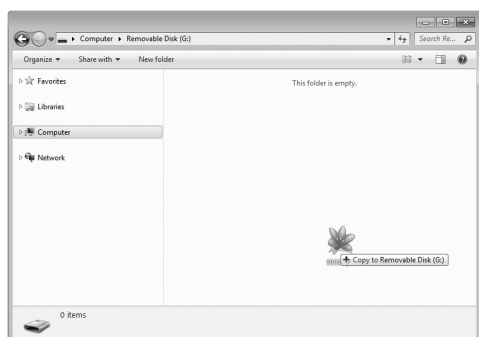 Computer ▸ Removable Disk (G:)
Search Re...
Organize ▾ Share with ▾ New folder
Favorites
This folder is empty.
Libraries
Computer
Network
Copy to Removable Disk (G:)
0 items